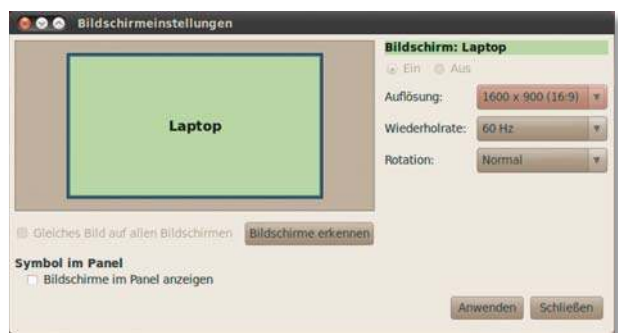 Bildschirmeinstellungen
Laptop
Gleiches Bild auf allen Bildschirmen
Bildschirme erkennen
Symbol im Panel
Bildschirme im Panel anzeigen
Bildschirm: Laptop
Ein Aus
Auflösung: 1600 x 900 (16:9)
Wiederholrate: 60 Hz
Rotation: Normal
Anwenden Schließen